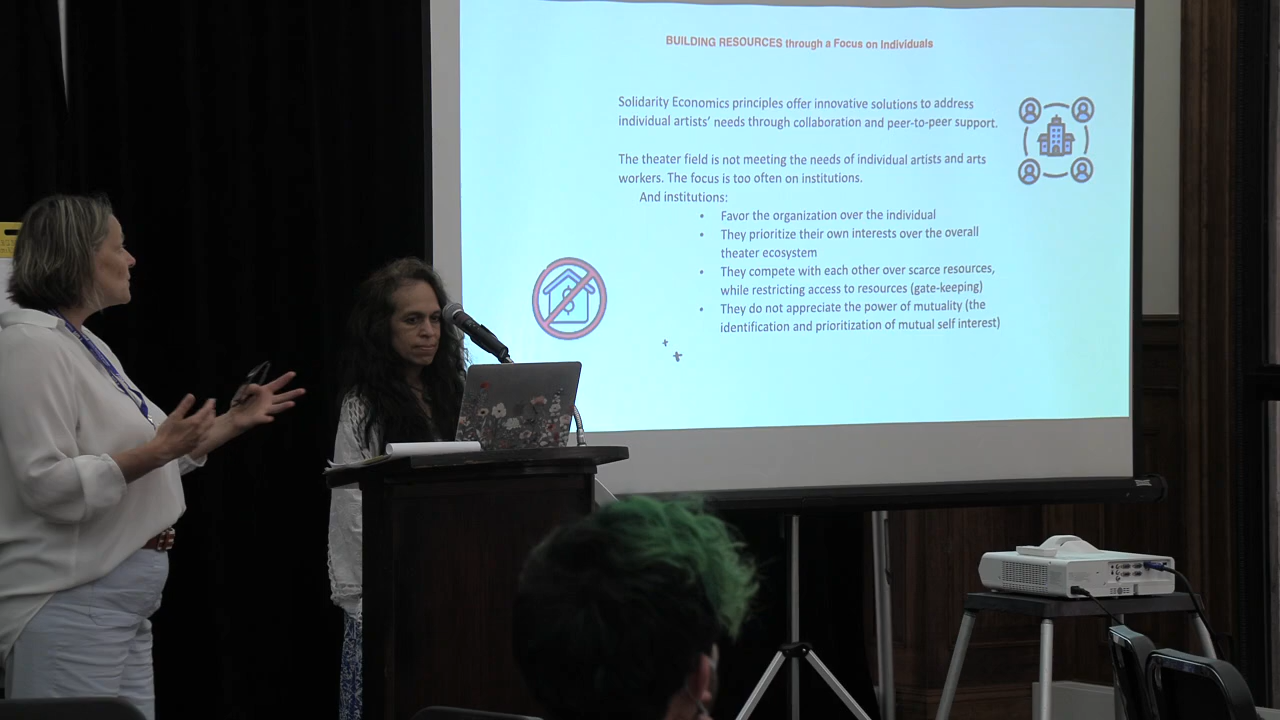 BUILDING RESOURCES through a Focus on Individuals
Solidarity Economics principles offer innovative solutions to address
individual artists' needs through collaboration and peer-to-peer support.
The theater field is not meeting the needs of individual artists and arts
workers. The focus is too often on institutions.
And institutions:
• Favor the organization over the individual
• They prioritize their own interests over the overall
theater ecosystem
• They compete with each other over scarce resources,
while restricting access to resources (gate-keeping)
• They do not appreciate the power of mutuality (the
identification and prioritization of mutual self interest)
$